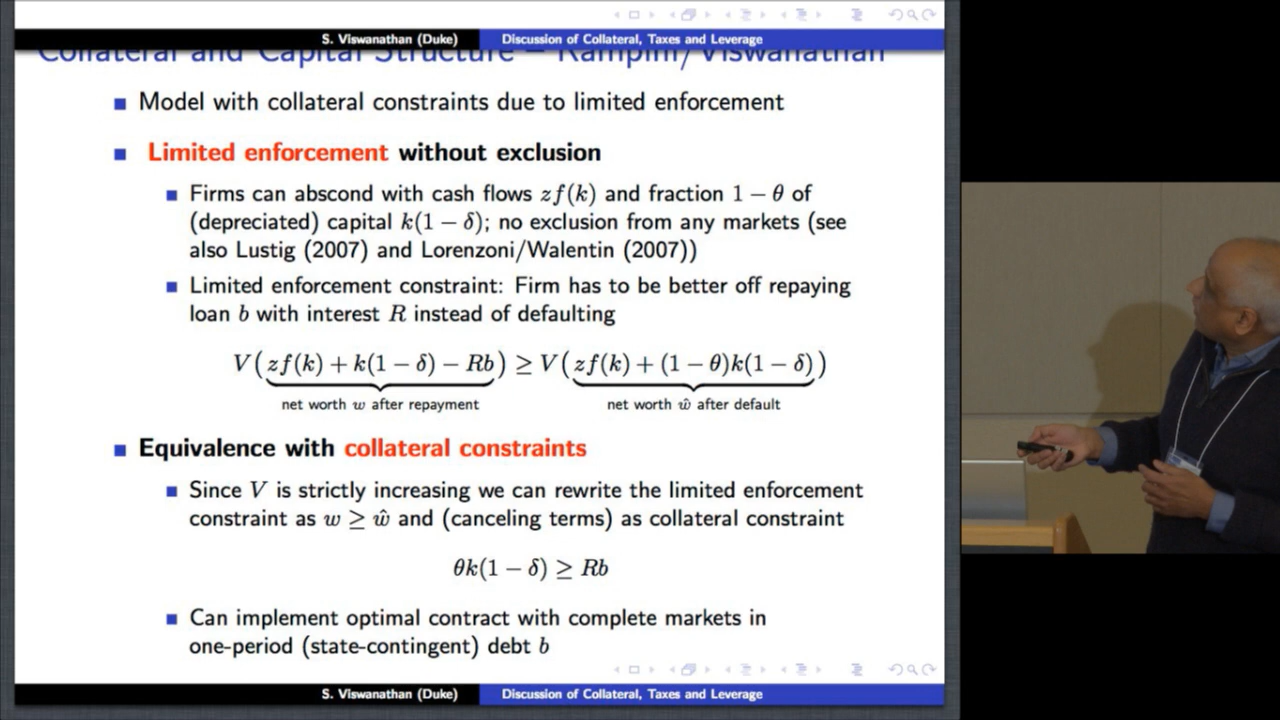 S. Viswanathan (Duke) Discussion of Collateral, Taxes and Leverage
Collateral and Capital Structure – Rampini/Viswanathan
Model with collateral constraints due to limited enforcement
Limited enforcement without exclusion
Firms can abscond with cash flows zf(k) and fraction 1 − θ of
(depreciated) capital k(1 − δ); no exclusion from any markets (see
also Lustig (2007) and Lorenzoni/Walentin (2007))
Limited enforcement constraint: Firm has to be better off repaying
loan b with interest R instead of defaulting
V(zf(k) + k(1 − δ) − Rb) ≥ V(zf(k) + (1 − θ)k(1 − δ))
net worth w after repayment net worth ŵ after default
Equivalence with collateral constraints
Since V is strictly increasing we can rewrite the limited enforcement
constraint as w ≥ ŵ and (canceling terms) as collateral constraint
θk(1 − δ) ≥ Rb
Can implement optimal contract with complete markets in
one-period (state-contingent) debt b
S. Viswanathan (Duke) Discussion of Collateral, Taxes and Leverage